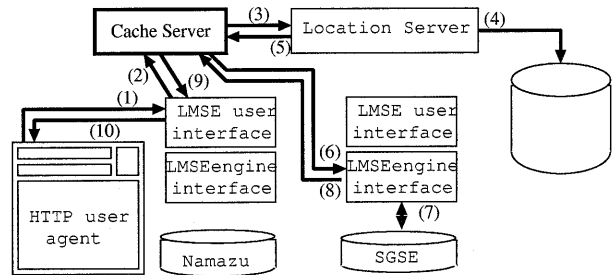 Cache Server
(3)
Location Server
(4)
(5)
(2)
(9)
(1)
LMSE user
interface
LMSE user
interface
(10)
(6)
LMSEengine
interface
LMSEengine
interface
(8)
HTTP user
agent
(7)
Namazu
SGSE